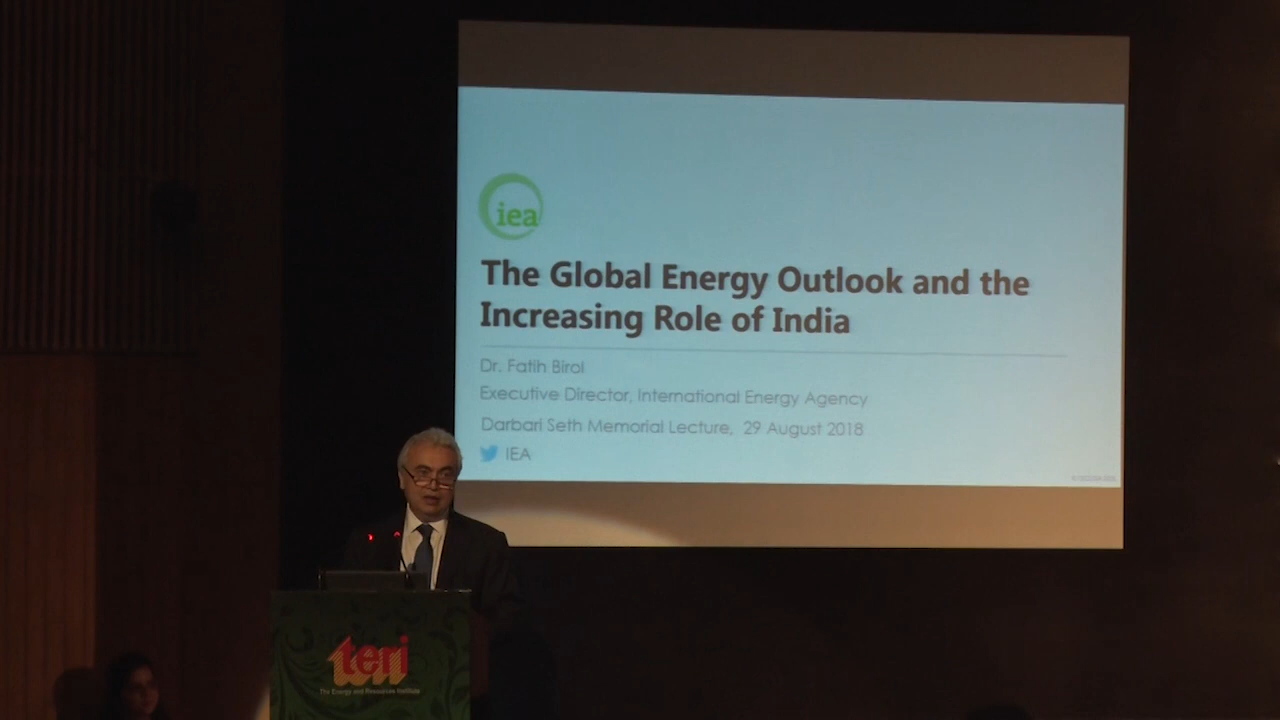 iea
The Global Energy Outlook and the
Increasing Role of India
Dr. Fatih Birol
Executive Director, International Energy Agency
Darbari Seth Memorial Lecture, 29 August 2018
IEA
teri
The Energy and Resources Institute